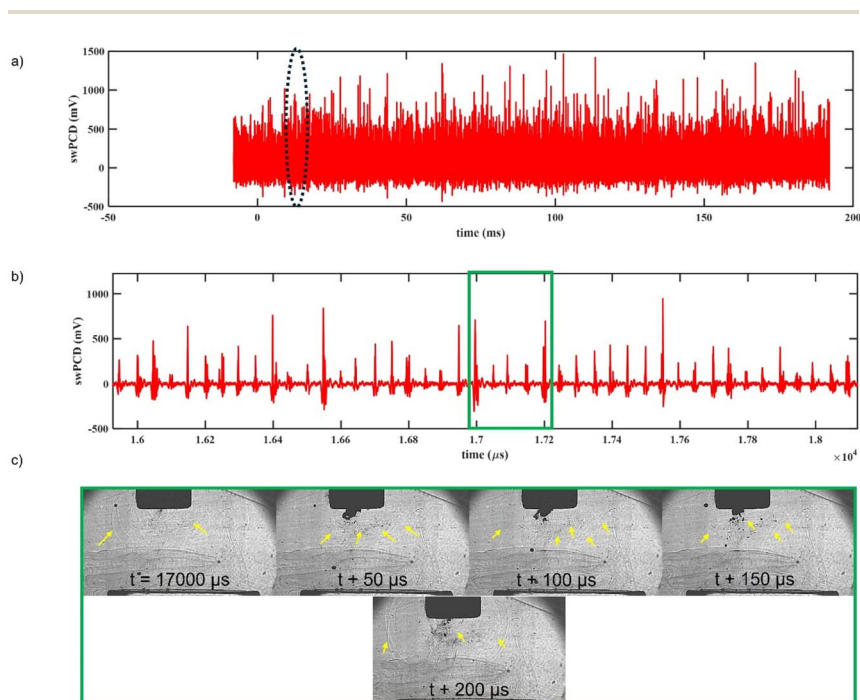 a)
1500
1000
500
0
-500
swPCD (mV)
-50 0 50 100 150 200
time (ms)
b)
1000
500
0
-500
swPCD (mV)
1.6 1.62 1.64 1.66 1.68 1.7 1.72 1.74 1.76 1.78 1.8
time (μs) ×10⁴
c)
t = 17000 μs t + 50 μs t + 100 μs t + 150 μs
t + 200 μs